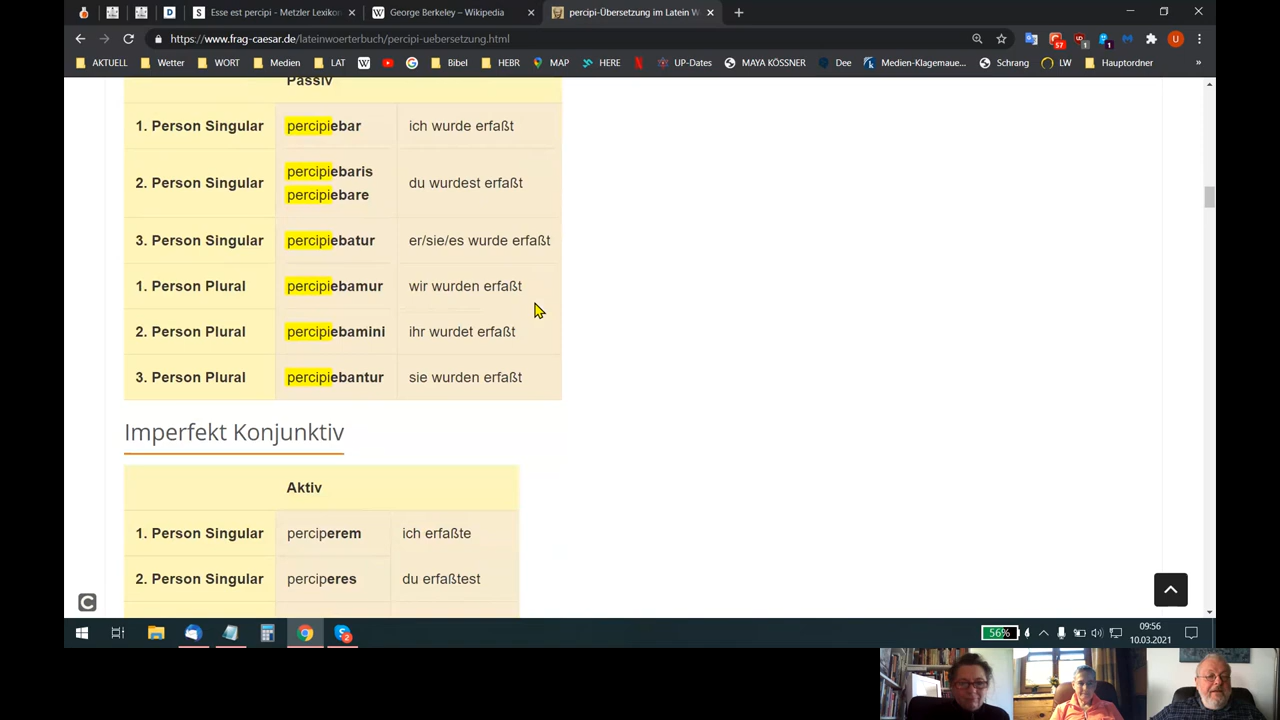 Esse est percipi - Metzler Lexikon
George Berkeley – Wikipedia
percipi-Übersetzung im Latein W
https://www.frag-caesar.de/lateinwoerterbuch/percipi-uebersetzung.html
57
1
1
U
AKTUELL
Wetter
WORT
Medien
LAT
Bibel
HEBR
MAP
HERE
UP-Dates
MAYA KÖSSNER
Dee
Medien-Klagemaue...
Schrang
LW
Hauptordner
»
Passiv
1. Person Singular percipiebar ich wurde erfaßt
2. Person Singular percipiebaris du wurdest erfaßt
percipiebare
3. Person Singular percipiebatur er/sie/es wurde erfaßt
1. Person Plural percipiebamur wir wurden erfaßt
2. Person Plural percipiebamini ihr wurdet erfaßt
3. Person Plural percipiebantur sie wurden erfaßt
Imperfekt Konjunktiv
Aktiv
1. Person Singular perciperem ich erfaßte
2. Person Singular perciperes du erfaßtest
56%
09:56
10.03.2021